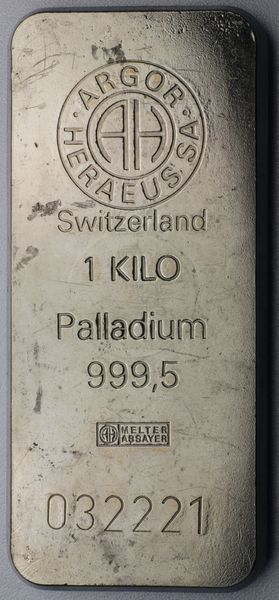 ARGOR
HERAEUS SA
AH
Switzerland
1 KILO
Palladium
999,5
AH MELTER
ASSAYER
032221